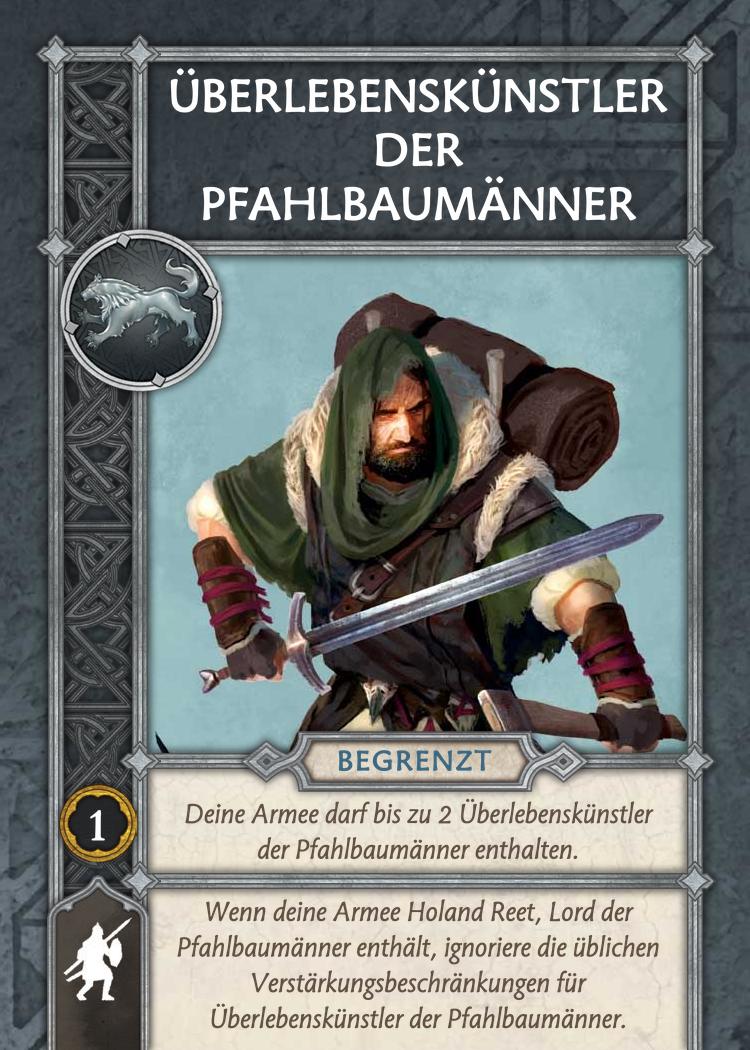 ÜBERLEBENSKÜNSTLER
DER
PFAHLBAUMÄNNER
BEGRENZT
1
Deine Armee darf bis zu 2 Überlebenskünstler
der Pfahlbaumänner enthalten.
Wenn deine Armee Holand Reet, Lord der
Pfahlbaumänner enthält, ignoriere die üblichen
Verstärkungsbeschränkungen für
Überlebenskünstler der Pfahlbaumänner.